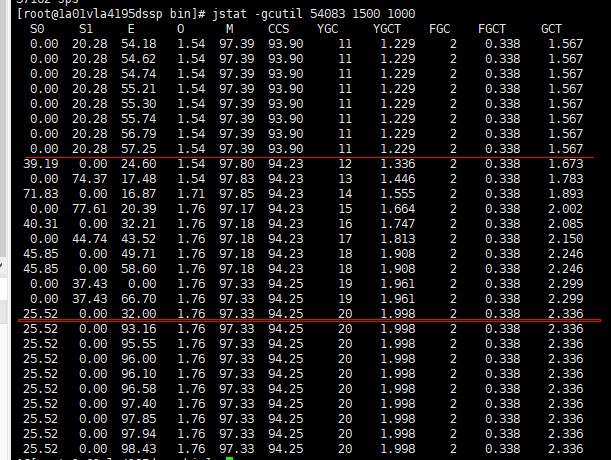 [root@1a01vla4195dssp bin]# jstat -gcutil 54083 1500 1000
S0 S1 E O M CCS YGC YGCT FGC FGCT GCT
0.00 20.28 54.18 1.54 97.39 93.90 11 1.229 2 0.338 1.567
0.00 20.28 54.62 1.54 97.39 93.90 11 1.229 2 0.338 1.567
0.00 20.28 54.74 1.54 97.39 93.90 11 1.229 2 0.338 1.567
0.00 20.28 55.21 1.54 97.39 93.90 11 1.229 2 0.338 1.567
0.00 20.28 55.30 1.54 97.39 93.90 11 1.229 2 0.338 1.567
0.00 20.28 55.74 1.54 97.39 93.90 11 1.229 2 0.338 1.567
0.00 20.28 56.79 1.54 97.39 93.90 11 1.229 2 0.338 1.567
0.00 20.28 57.25 1.54 97.39 93.90 11 1.229 2 0.338 1.567
39.19 0.00 24.60 1.54 97.80 94.23 12 1.336 2 0.338 1.673
0.00 74.37 17.48 1.54 97.83 94.23 13 1.446 2 0.338 1.783
71.83 0.00 16.87 1.71 97.85 94.23 14 1.555 2 0.338 1.893
0.00 77.61 20.39 1.76 97.17 94.23 15 1.664 2 0.338 2.002
40.31 0.00 32.21 1.76 97.18 94.23 16 1.747 2 0.338 2.085
0.00 44.74 43.52 1.76 97.18 94.23 17 1.813 2 0.338 2.150
45.85 0.00 49.71 1.76 97.18 94.23 18 1.908 2 0.338 2.246
45.85 0.00 58.60 1.76 97.18 94.23 18 1.908 2 0.338 2.246
0.00 37.43 0.00 1.76 97.33 94.25 19 1.961 2 0.338 2.299
0.00 37.43 66.70 1.76 97.33 94.25 19 1.961 2 0.338 2.299
25.52 0.00 32.00 1.76 97.33 94.25 20 1.998 2 0.338 2.336
25.52 0.00 93.16 1.76 97.33 94.25 20 1.998 2 0.338 2.336
25.52 0.00 95.55 1.76 97.33 94.25 20 1.998 2 0.338 2.336
25.52 0.00 96.00 1.76 97.33 94.25 20 1.998 2 0.338 2.336
25.52 0.00 96.10 1.76 97.33 94.25 20 1.998 2 0.338 2.336
25.52 0.00 96.58 1.76 97.33 94.25 20 1.998 2 0.338 2.336
25.52 0.00 97.40 1.76 97.33 94.25 20 1.998 2 0.338 2.336
25.52 0.00 97.85 1.76 97.33 94.25 20 1.998 2 0.338 2.336
25.52 0.00 97.94 1.76 97.33 94.25 20 1.998 2 0.338 2.336
25.52 0.00 98.43 1.76 97.33 94.25 20 1.998 2 0.338 2.336